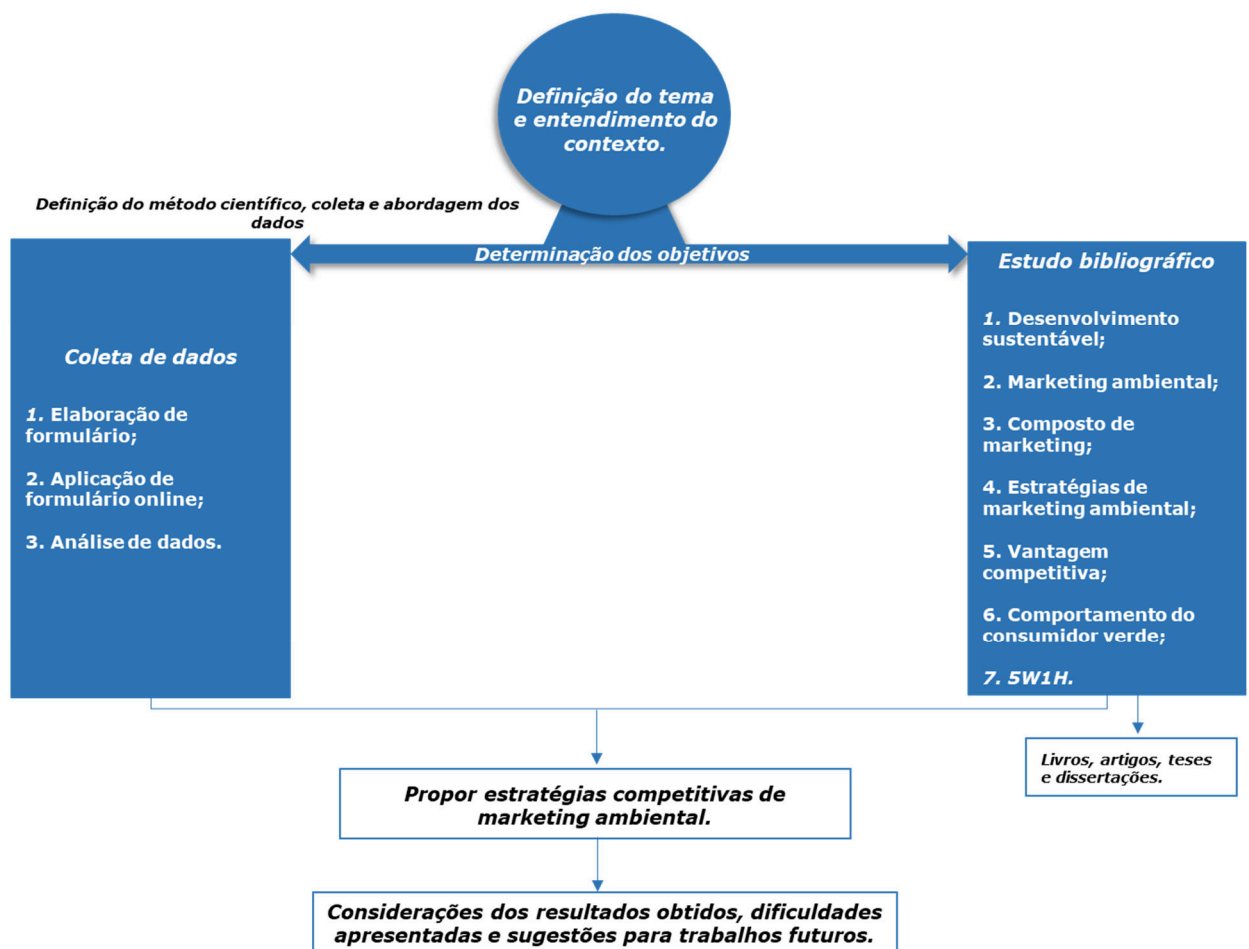 Definição do tema
e entendimento do
contexto.
Definição do método científico, coleta e abordagem dos
dados
Determinação dos objetivos
Coleta de dados
1. Elaboração de
formulário;
2. Aplicação de
formulário online;
3. Análise de dados.
Estudo bibliográfico
1. Desenvolvimento
sustentável;
2. Marketing ambiental;
3. Composto de
marketing;
4. Estratégias de
marketing ambiental;
5. Vantagem
competitiva;
6. Comportamento do
consumidor verde;
7. 5W1H.
Livros, artigos, teses
e dissertações.
Propor estratégias competitivas de
marketing ambiental.
Considerações dos resultados obtidos, dificuldades
apresentadas e sugestões para trabalhos futuros.